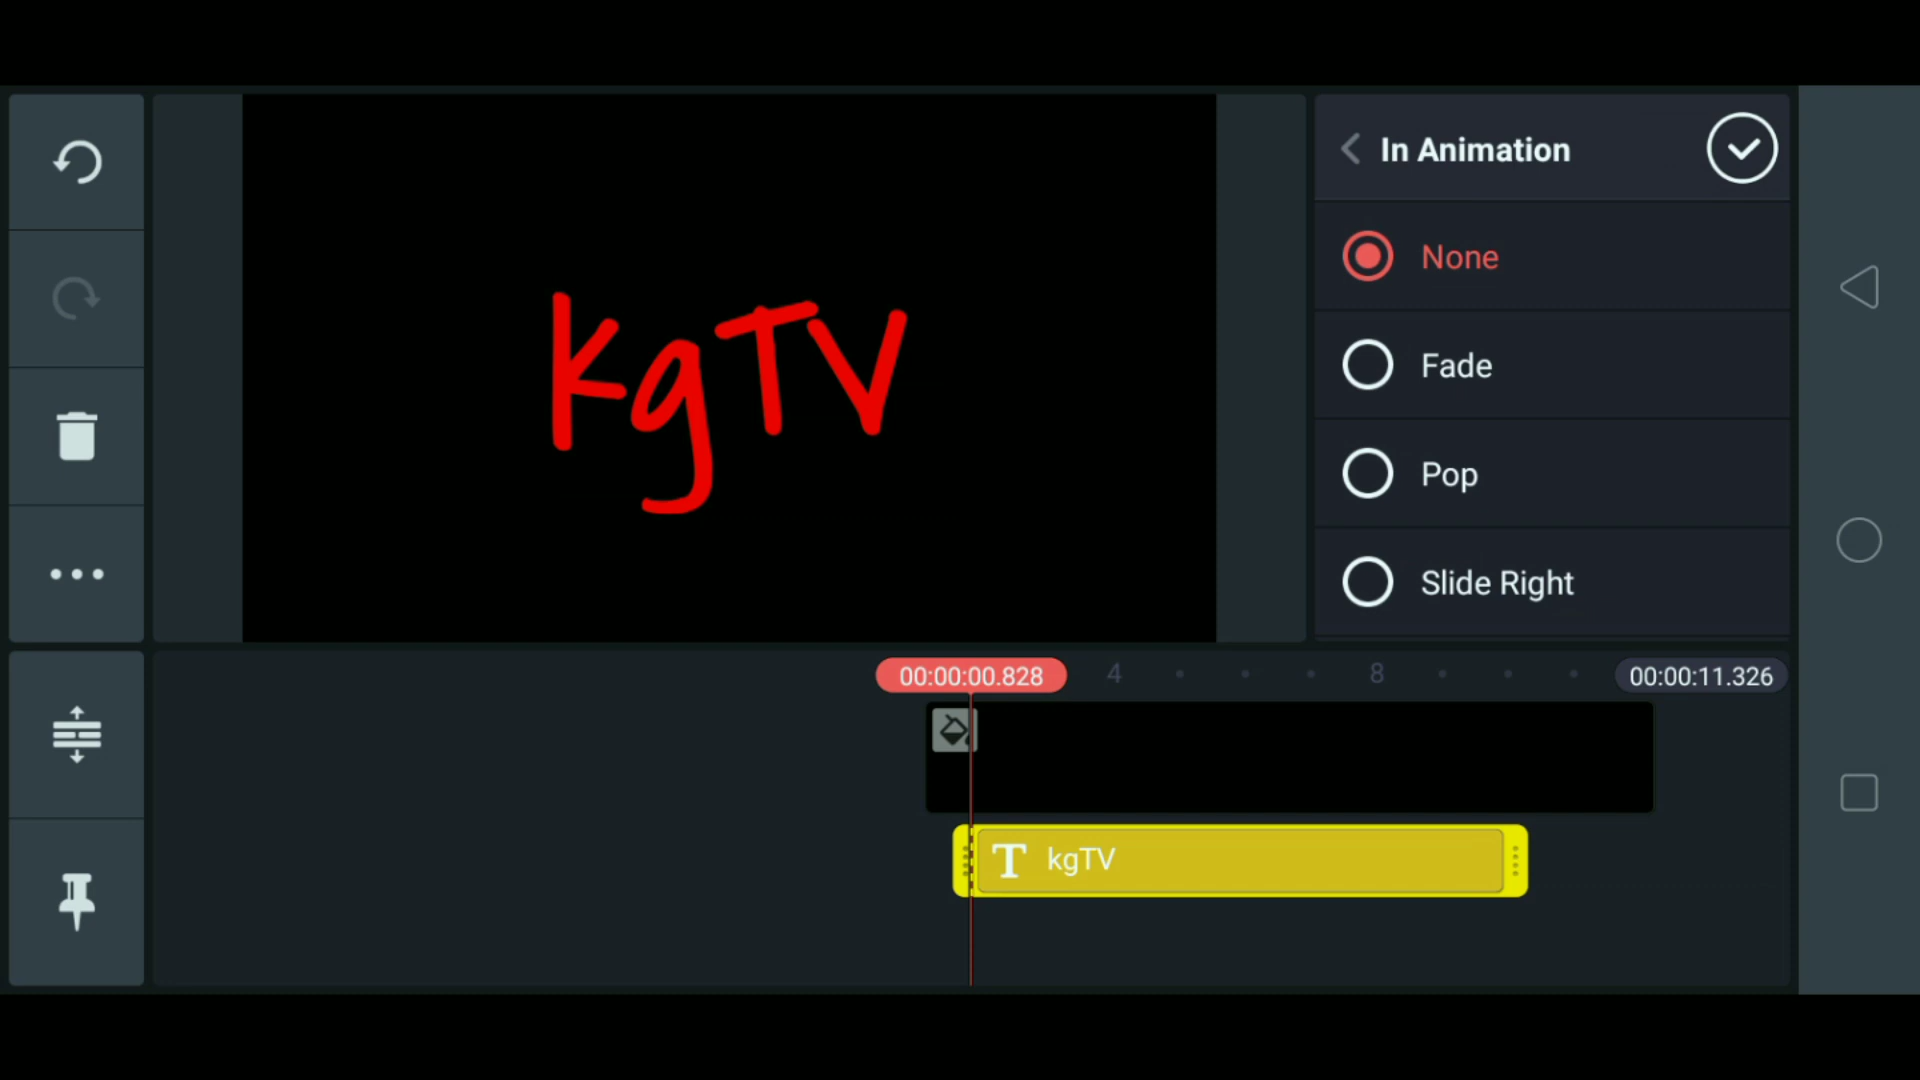 In Animation
None
Fade
Pop
Slide Right
kgTV
00:00:00.828
4
8
00:00:11.326
T kgTV